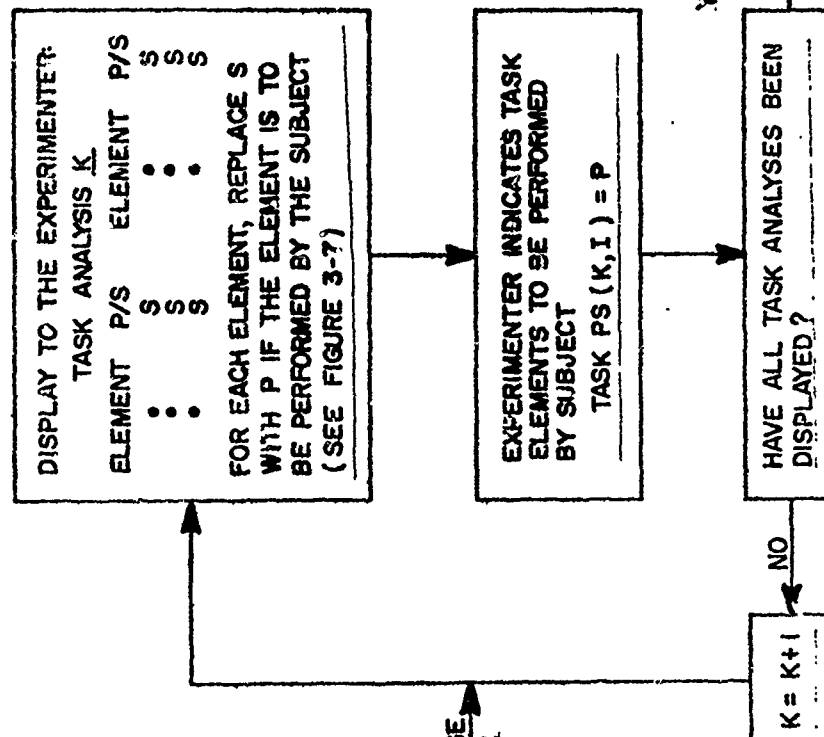 DISPLAY TO THE EXPERIMENTER:
TASK ANALYSIS K
ELEMENT P/S ELEMENT P/S
• S • S
• S • S
• S • S
FOR EACH ELEMENT, REPLACE S
WITH P IF THE ELEMENT IS TO
BE PERFORMED BY THE SUBJECT
(SEE FIGURE 3-7)
EXPERIMENTER INDICATES TASK
ELEMENTS TO BE PERFORMED
BY SUBJECT
TASK PS (K,I) = P
HAVE ALL TASK ANALYSES BEEN
DISPLAYED?
NO
K = K+1